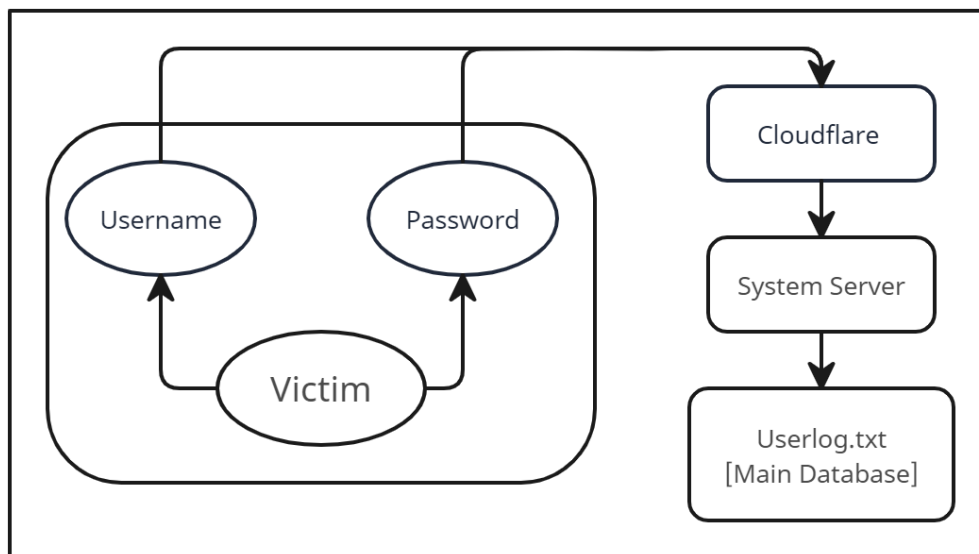 Cloudflare
Username
Password
System Server
Victim
Userlog.txt
[Main Database]